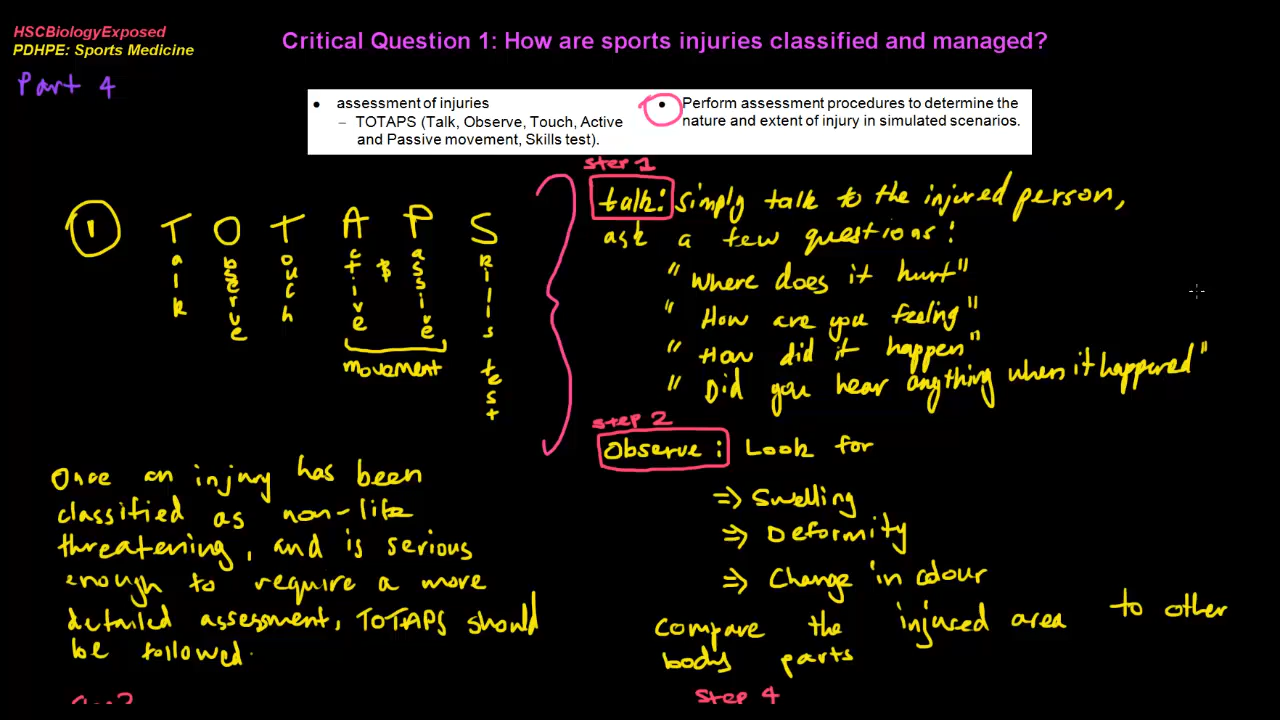 HSCBiologyExposed
PDHPE: Sports Medicine
Critical Question 1: How are sports injuries classified and managed?
Part 4
• assessment of injuries
– TOTAPS (Talk, Observe, Touch, Active
and Passive movement, Skills test).
• Perform assessment procedures to determine the
nature and extent of injury in simulated scenarios.
1
Talk
Observe
Touch
Active
&
Passive
Skills test
movement
Once an injury has been
classified as non-life
threatening, and is serious
enough to require a more
detailed assessment, TOTAPS should
be followed.
step 1
talk: simply talk to the injured person,
ask a few questions!
"Where does it hurt"
"How are you feeling"
"How did it happen"
"Did you hear anything when it happened"
step 2
Observe: Look for
⇒ Swelling
⇒ Deformity
⇒ Change in colour
Compare the injured area to other
body parts
step 4